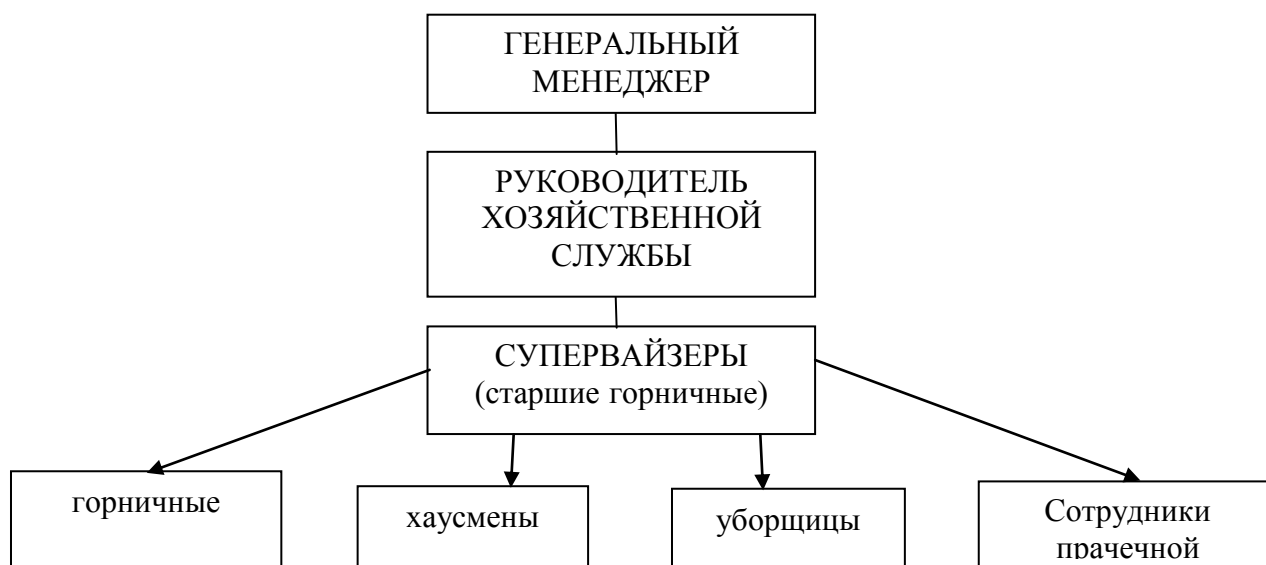 ГЕНЕРАЛЬНЫЙ
МЕНЕДЖЕР
РУКОВОДИТЕЛЬ
ХОЗЯЙСТВЕННОЙ
СЛУЖБЫ
СУПЕРВАЙЗЕРЫ
(старшие горничные)
горничные
хаусмены
уборщицы
Сотрудники
прачечной